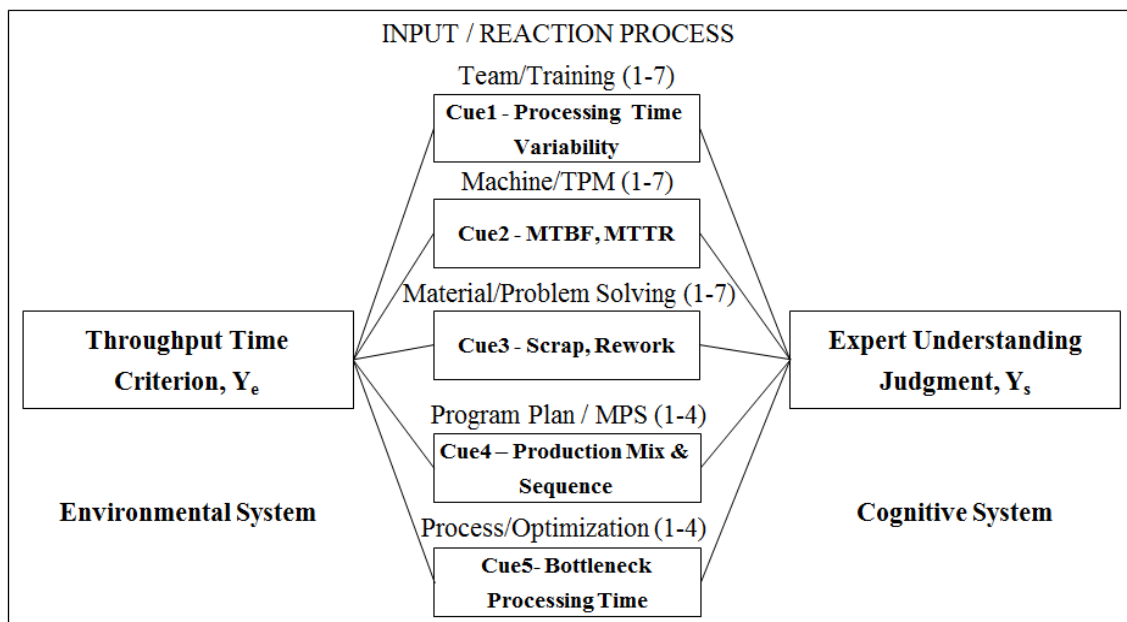 INPUT / REACTION PROCESS
Team/Training (1-7)
Cue1 - Processing Time
Variability
Machine/TPM (1-7)
Cue2 - MTBF, MTTR
Material/Problem Solving (1-7)
Throughput Time
Criterion, Yₑ
Cue3 - Scrap, Rework
Expert Understanding
Judgment, Yₛ
Program Plan / MPS (1-4)
Cue4 – Production Mix &
Sequence
Environmental System
Cognitive System
Process/Optimization (1-4)
Cue5- Bottleneck
Processing Time